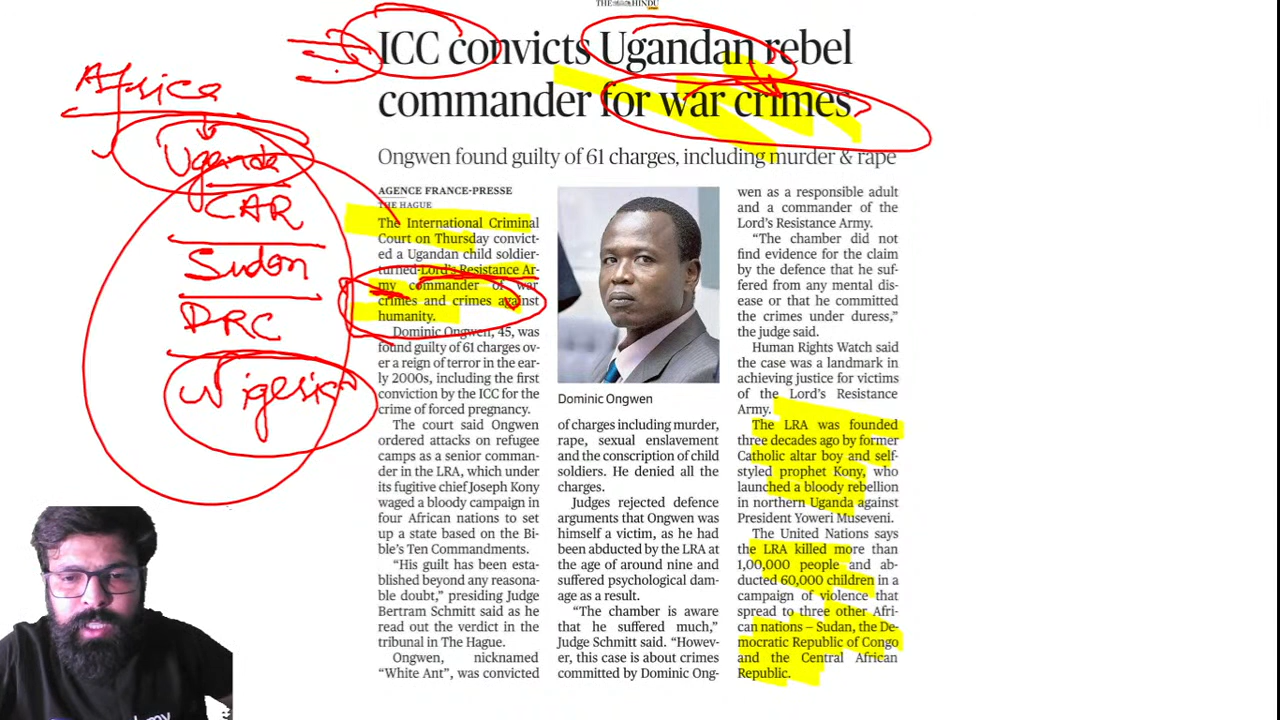 THE HINDU
ICC convicts Ugandan rebel
commander for war crimes
Ongwen found guilty of 61 charges, including murder & rape
Africa
Uganda
CAR
Sudan
DRC
Nigeria
AGENCE FRANCE-PRESSE
THE HAGUE
The International Criminal
Court on Thursday convict-
ed a Ugandan child soldier-
turned-Lord's Resistance Ar-
my commander of war
crimes and crimes against
humanity.
Dominic Ongwen, 45, was
found guilty of 61 charges ov-
er a reign of terror in the ear-
ly 2000s, including the first
conviction by the ICC for the
crime of forced pregnancy.
The court said Ongwen
ordered attacks on refugee
camps as a senior comman-
der in the LRA, which under
its fugitive chief Joseph Kony
waged a bloody campaign in
four African nations to set
up a state based on the Bi-
ble's Ten Commandments.
"His guilt has been esta-
blished beyond any reasona-
ble doubt," presiding Judge
Bertram Schmitt said as he
read out the verdict in the
tribunal in The Hague.
Ongwen, nicknamed
"White Ant", was convicted
Dominic Ongwen
of charges including murder,
rape, sexual enslavement
and the conscription of child
soldiers. He denied all the
charges.
Judges rejected defence
arguments that Ongwen was
himself a victim, as he had
been abducted by the LRA at
the age of around nine and
suffered psychological dam-
age as a result.
"The chamber is aware
that he suffered much,"
Judge Schmitt said. "Howev-
er, this case is about crimes
committed by Dominic Ong-
wen as a responsible adult
and a commander of the
Lord's Resistance Army.
"The chamber did not
find evidence for the claim
by the defence that he suf-
fered from any mental dis-
ease or that he committed
the crimes under duress,"
the judge said.
Human Rights Watch said
the case was a landmark in
achieving justice for victims
of the Lord's Resistance
Army.
The LRA was founded
three decades ago by former
Catholic altar boy and self-
styled prophet Kony, who
launched a bloody rebellion
in northern Uganda against
President Yoweri Museveni.
The United Nations says
the LRA killed more than
1,00,000 people and ab-
ducted 60,000 children in a
campaign of violence that
spread to three other Afri-
can nations – Sudan, the De-
mocratic Republic of Congo
and the Central African
Republic.